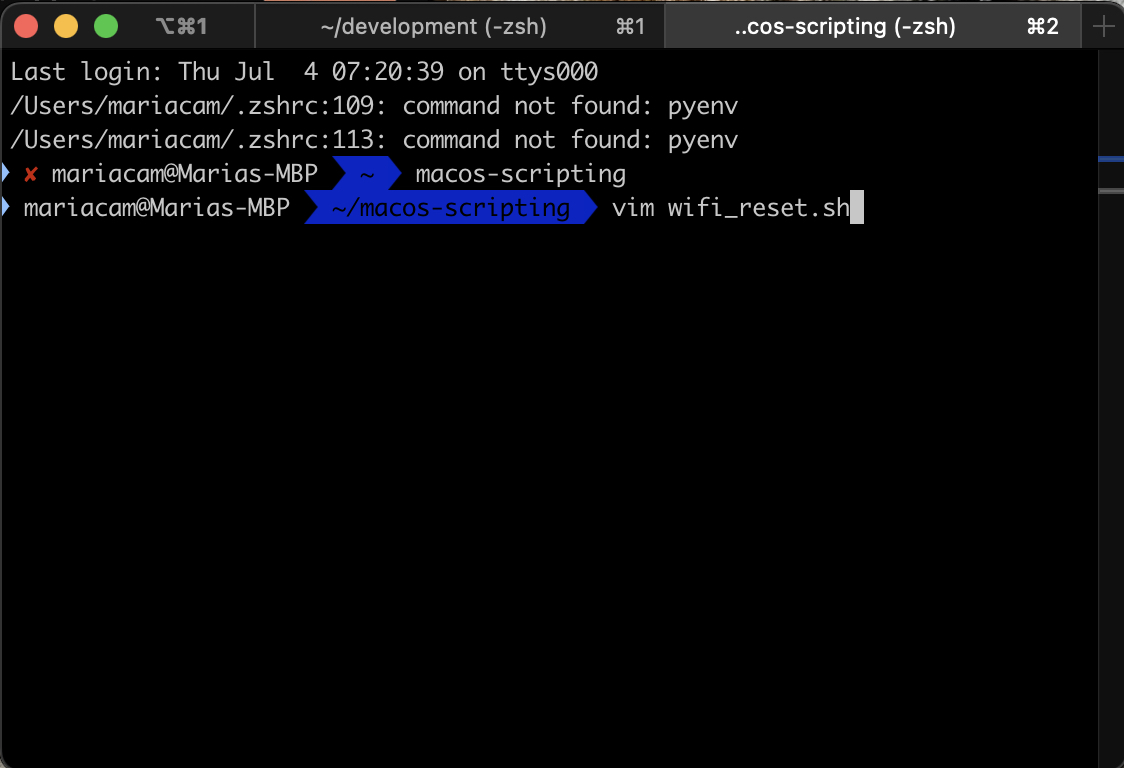 ⌥⌘1 ~/development (-zsh) ⌘1 ..cos-scripting (-zsh) ⌘2
Last login: Thu Jul  4 07:20:39 on ttys000
/Users/mariacam/.zshrc:109: command not found: pyenv
/Users/mariacam/.zshrc:113: command not found: pyenv
✘ mariacam@Marias-MBP ~ macos-scripting
mariacam@Marias-MBP ~/macos-scripting vim wifi_reset.sh